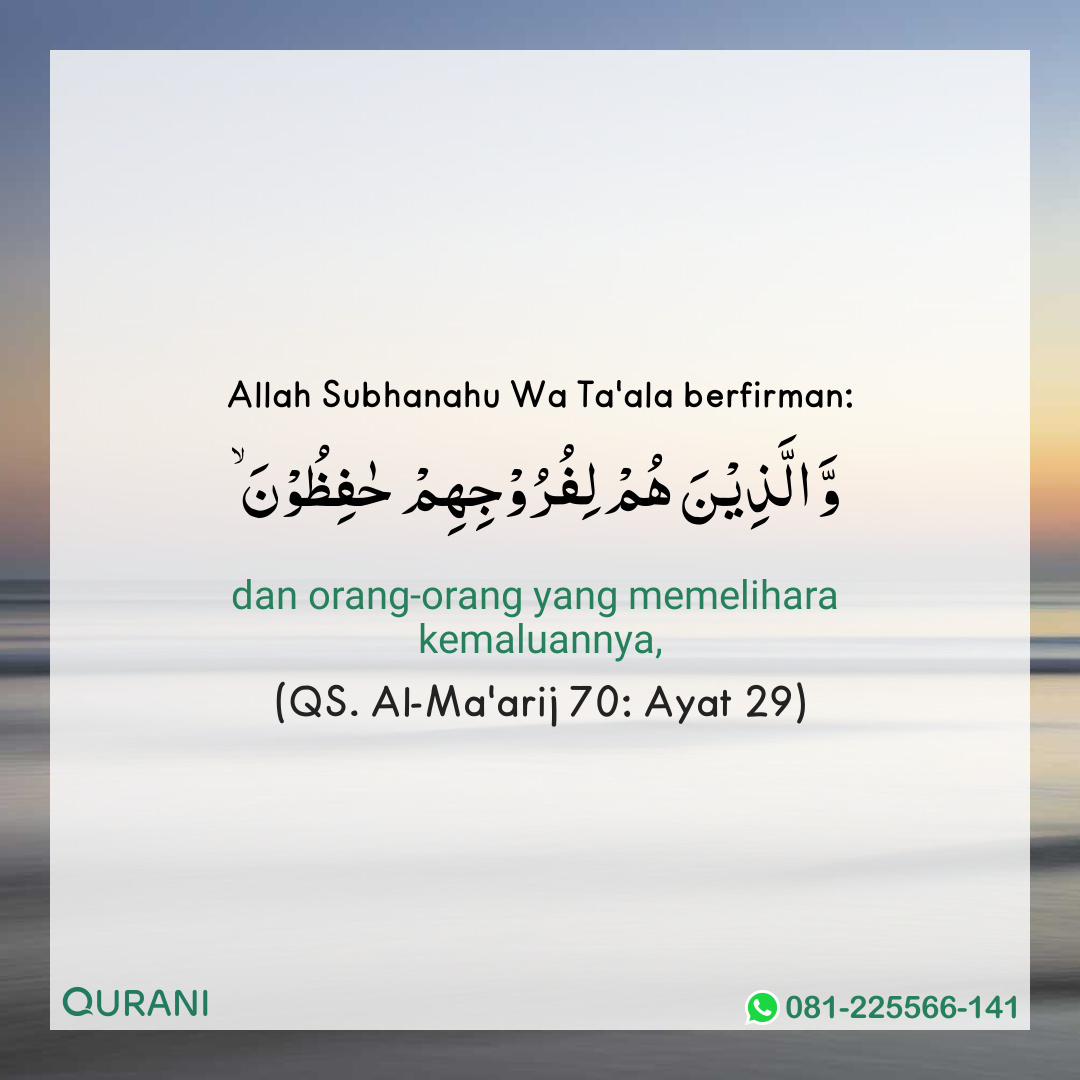 Allah Subhanahu Wa Ta'ala berfirman:
وَّالَّذِيْنَ هُمْ لِفُرُوْجِهِمْ حٰفِظُوْنَ ۙ
dan orang-orang yang memelihara
kemaluannya,
(QS. Al-Ma'arij 70: Ayat 29)
QURANI
081-225566-141